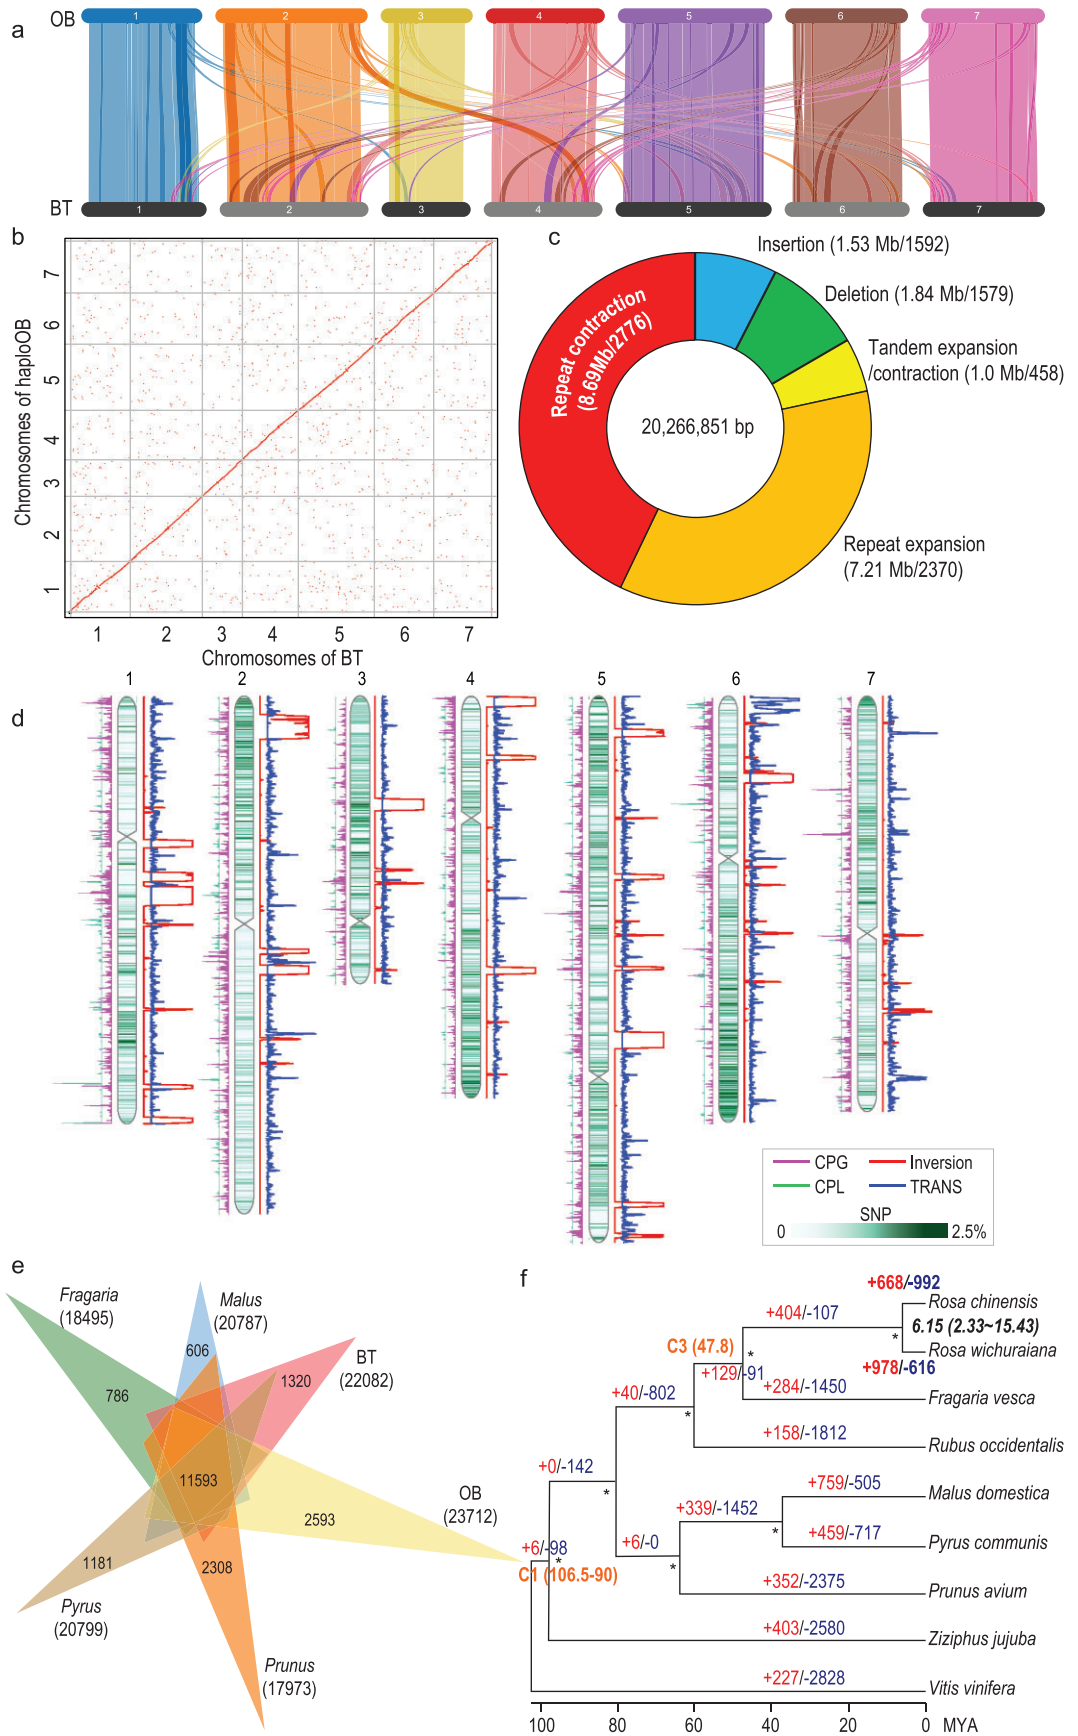 a
OB
1 2 3 4 5 6 7
BT
1 2 3 4 5 6 7
b
Chromosomes of haploOB
7
6
5
4
3
2
1
1 2 3 4 5 6 7
Chromosomes of BT
c
Insertion (1.53 Mb/1592)
Deletion (1.84 Mb/1579)
Tandem expansion
/contraction (1.0 Mb/458)
Repeat contraction
(8.69Mb/2776)
20,266,851 bp
Repeat expansion
(7.21 Mb/2370)
d
1 2 3 4 5 6 7
CPG
Inversion
CPL
TRANS
SNP
0
2.5%
e
Fragaria
(18495)
Malus
(20787)
606
BT
(22082)
786
1320
11593
OB
(23712)
2593
1181
2308
Pyrus
(20799)
Prunus
(17973)
f
+668/-992
+404/-107
Rosa chinensis
6.15 (2.33~15.43)
*
C3 (47.8)
*
Rosa wichuraiana
+978/-616
+129/-91
+284/-1450
Fragaria vesca
+40/-802
*
+158/-1812
Rubus occidentalis
+0/-142
*
+759/-505
Malus domestica
+339/-1452
*
+459/-717
Pyrus communis
+6/-0
*
+6/-98
*
C1 (106.5-90)
+352/-2375
Prunus avium
+403/-2580
Ziziphus jujuba
+227/-2828
Vitis vinifera
100 80 60 40 20 0 MYA